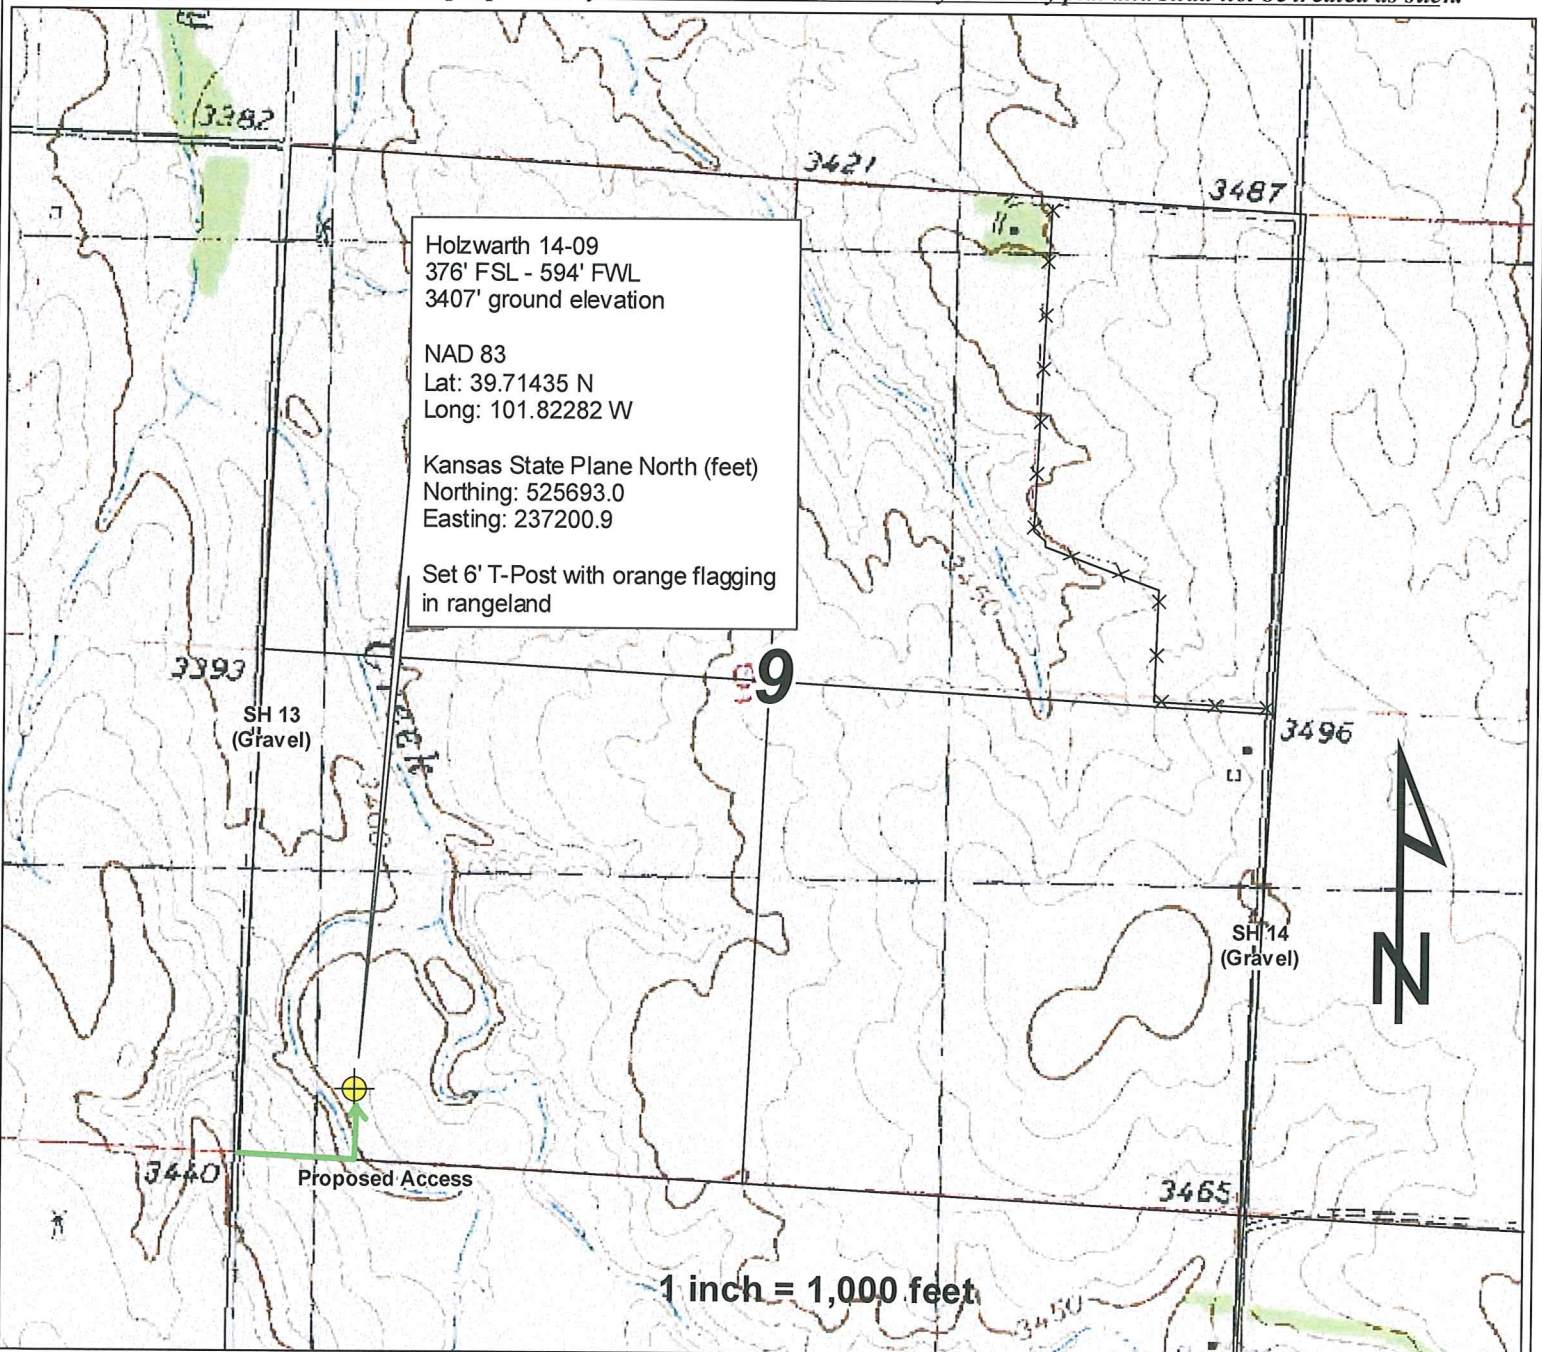 3382
3421
3487
Holzwarth 14-09
376' FSL - 594' FWL
3407' ground elevation
NAD 83
Lat: 39.71435 N
Long: 101.82282 W
Kansas State Plane North (feet)
Northing: 525693.0
Easting: 237200.9
Set 6' T-Post with orange flagging
in rangeland
3450
3393
9
SH 13
(Gravel)
3496
3400
SH 14
(Gravel)
N
3440
Proposed Access
3465
1 inch = 1,000 feet
3450